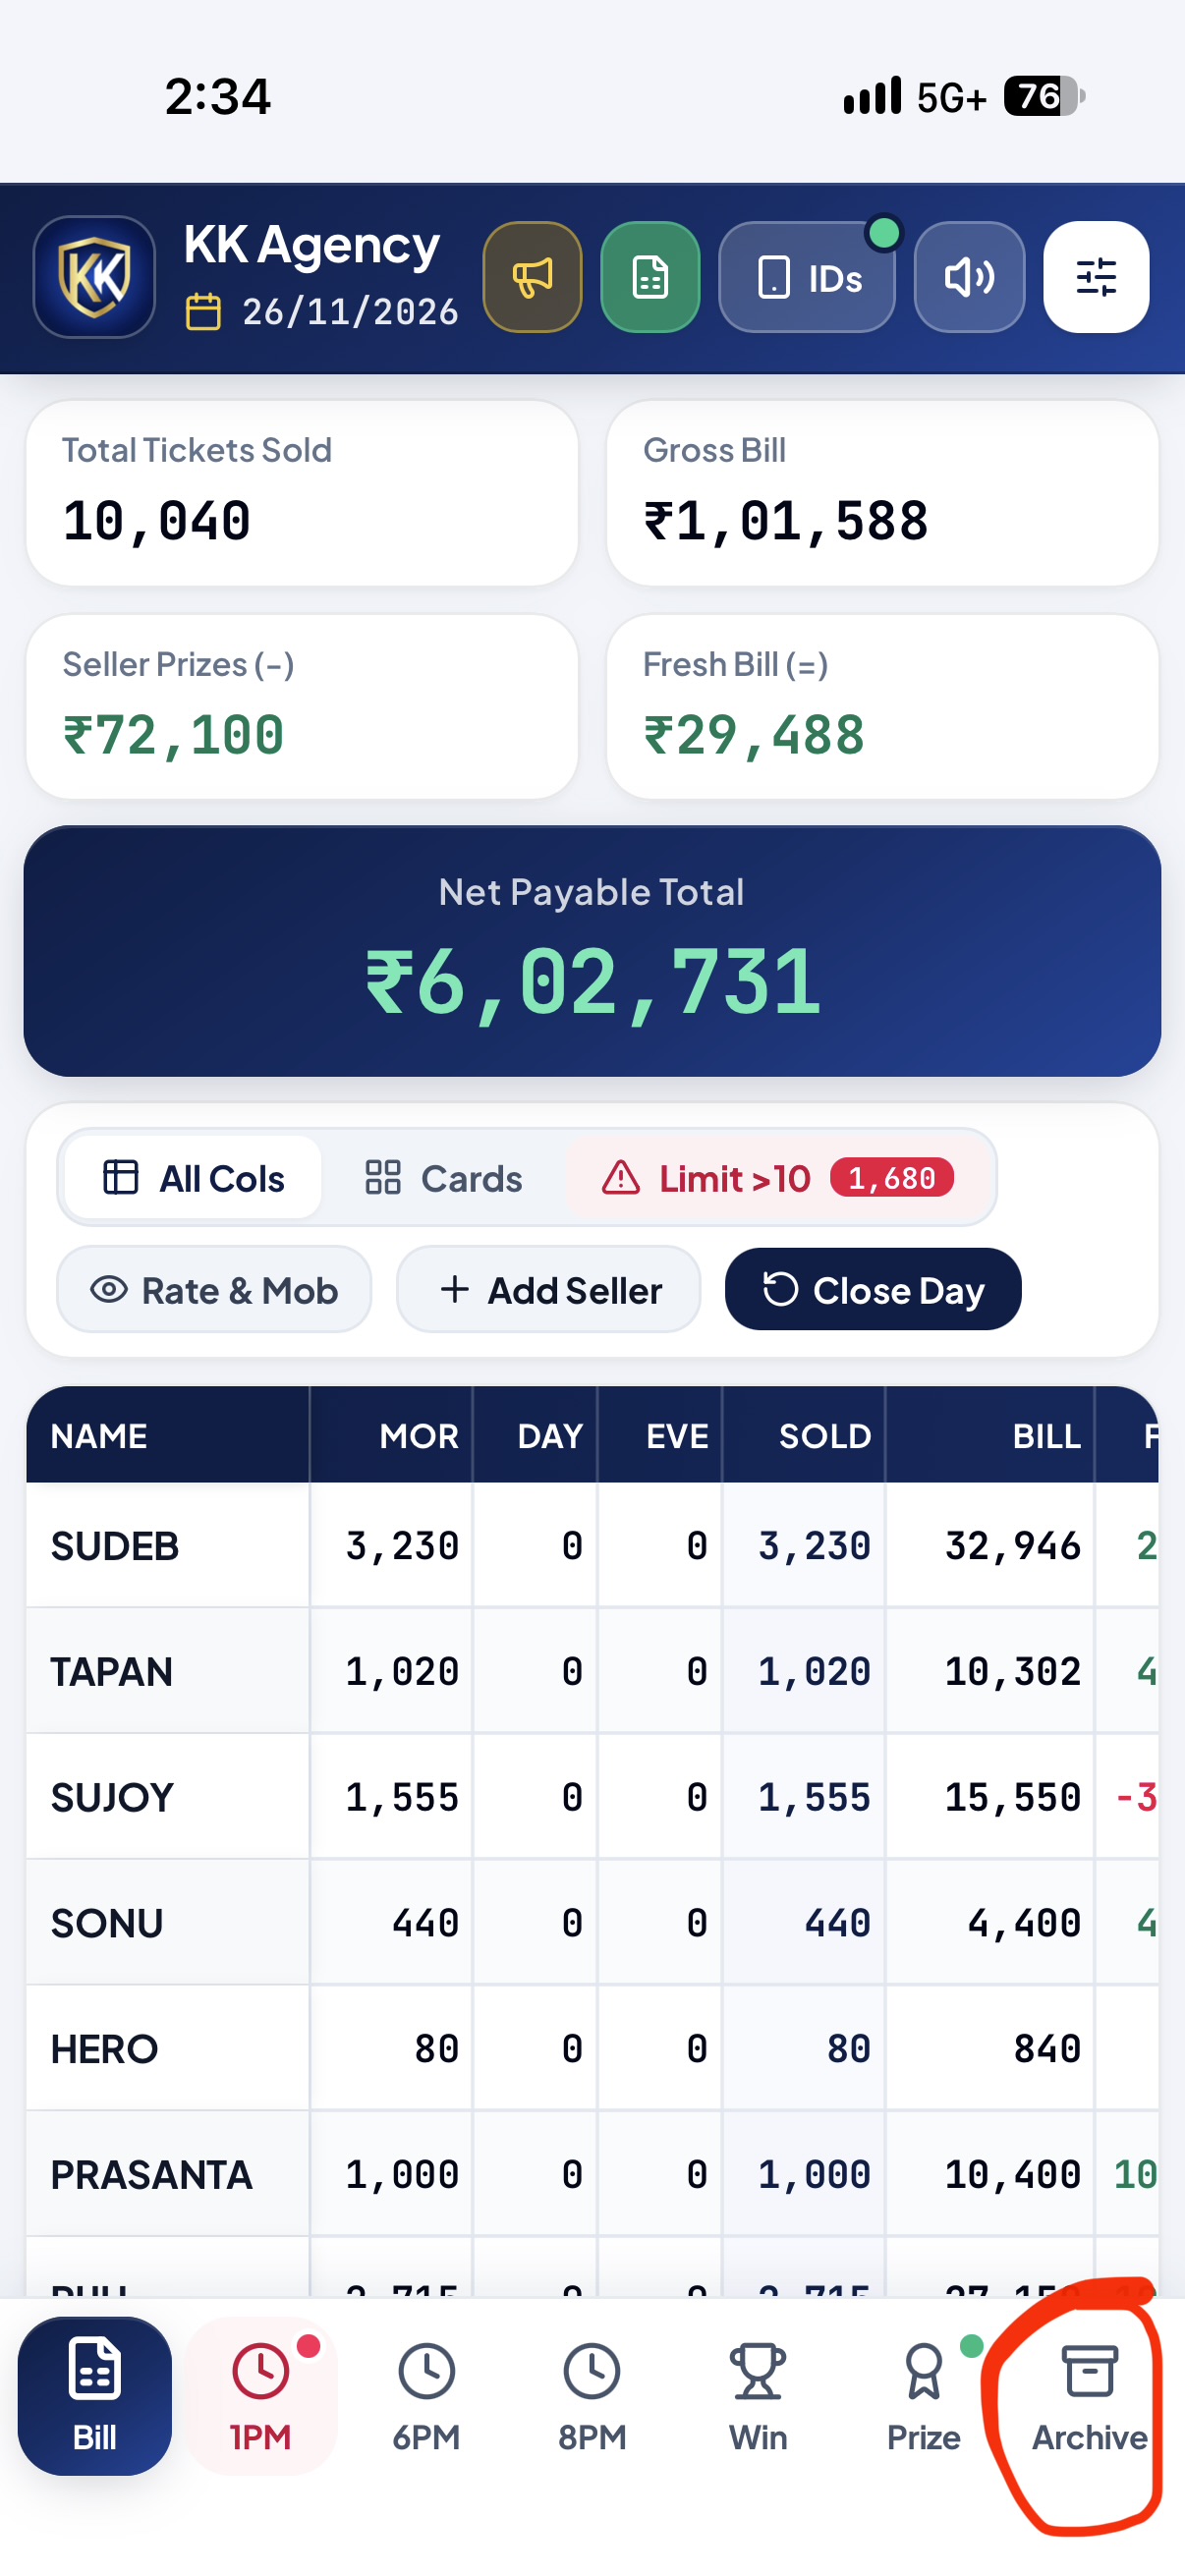 2:34 5G+ 76
KK Agency
26/11/2026
IDs
Total Tickets Sold
10,040
Gross Bill
₹1,01,588
Seller Prizes (-)
₹72,100
Fresh Bill (=)
₹29,488
Net Payable Total
₹6,02,731
All Cols Cards Limit >10 1,680
Rate & Mob + Add Seller Close Day
NAME MOR DAY EVE SOLD BILL F
SUDEB 3,230 0 0 3,230 32,946 2
TAPAN 1,020 0 0 1,020 10,302 4
SUJOY 1,555 0 0 1,555 15,550 -3
SONU 440 0 0 440 4,400 4
HERO 80 0 0 80 840
PRASANTA 1,000 0 0 1,000 10,400 10
Bill 1PM 6PM 8PM Win Prize Archive